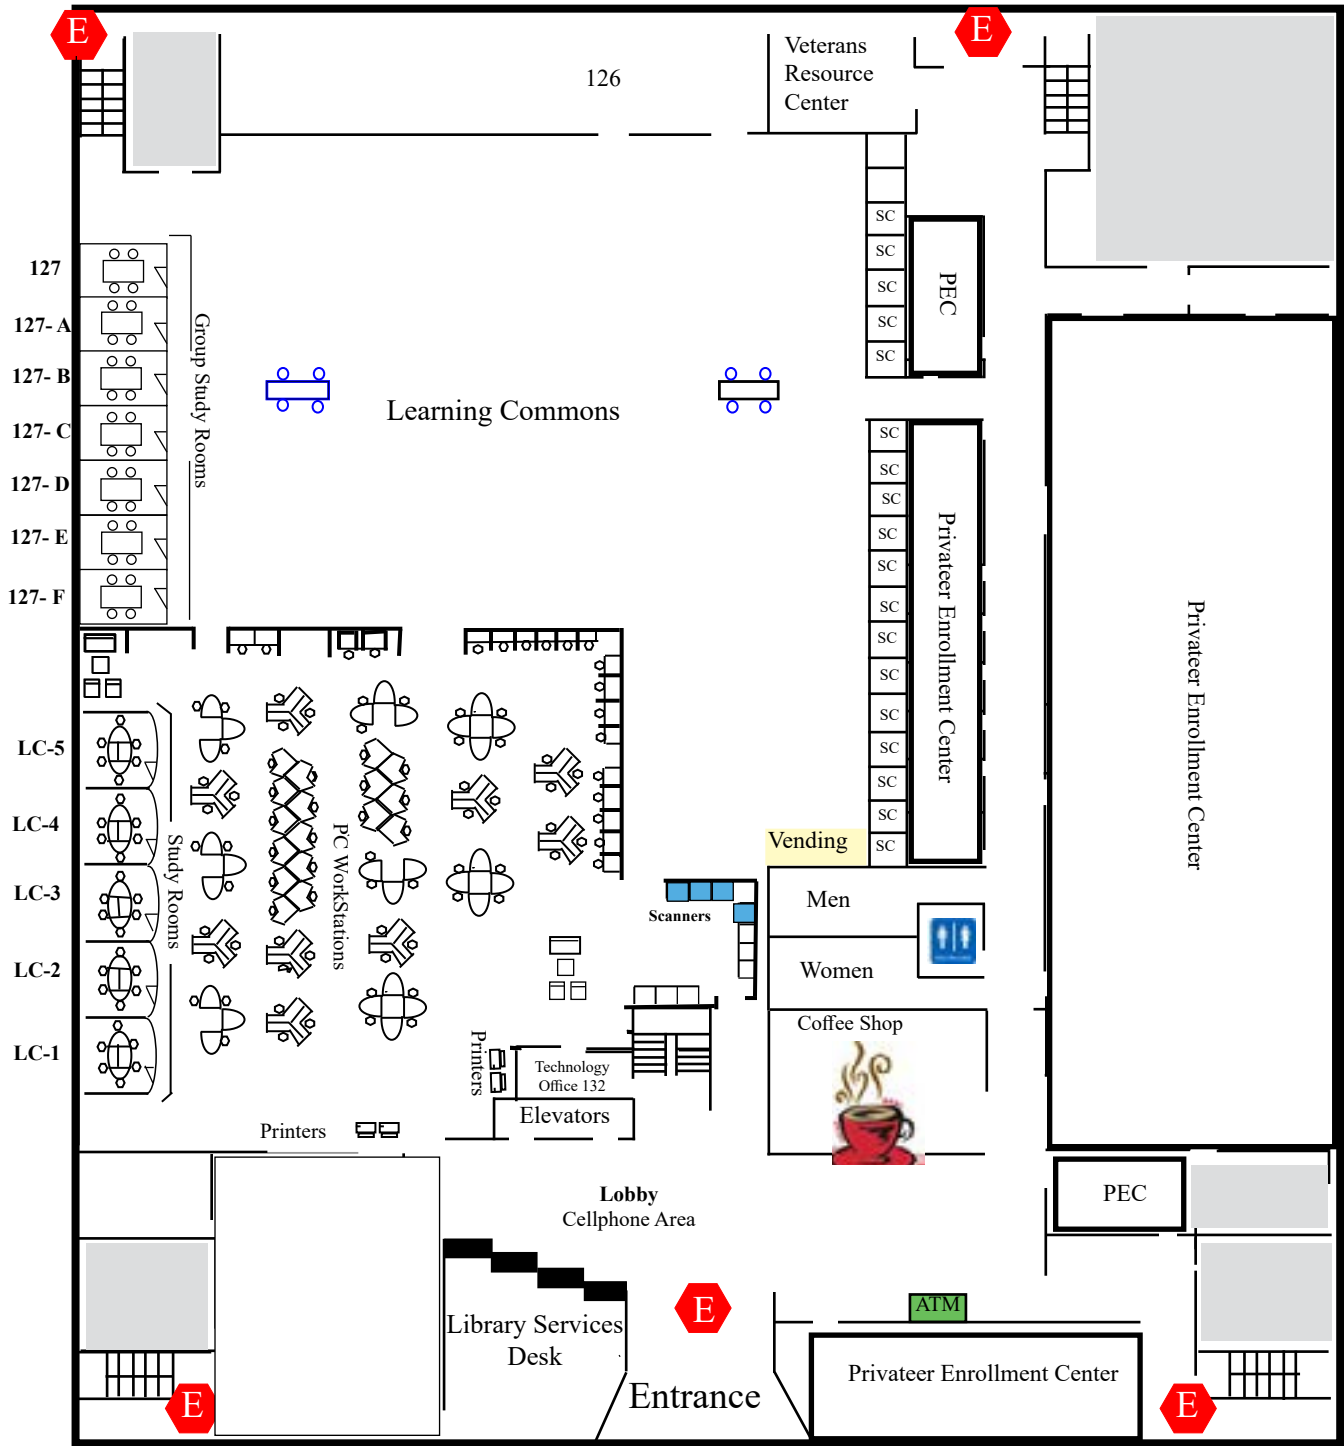 E
E
Veterans
Resource
Center
126
SC
SC
SC
SC
SC
PEC
127
127- A
127- B
127- C
127- D
127- E
127- F
Group Study Rooms
Learning Commons
SC
SC
SC
SC
SC
SC
SC
SC
SC
SC
SC
SC
SC
Privateer Enrollment Center
Privateer Enrollment Center
LC-5
LC-4
LC-3
LC-2
LC-1
Study Rooms
PC WorkStations
Vending
Scanners
Men
Women
Coffee Shop
Printers
Technology
Office 132
Elevators
Printers
Lobby
Cellphone Area
PEC
E
ATM
Library Services
Desk
Entrance
Privateer Enrollment Center
E
E